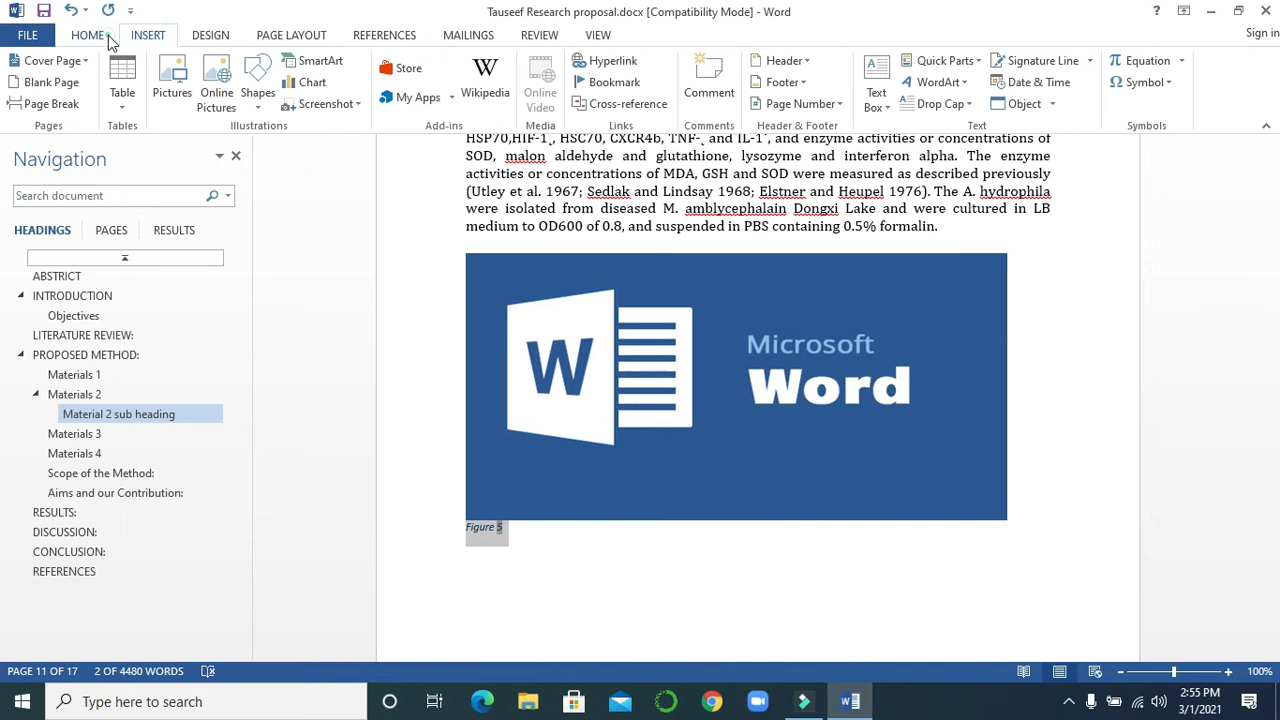 Tauseef Research proposal.docx [Compatibility Mode] - Word
FILE HOME INSERT DESIGN PAGE LAYOUT REFERENCES MAILINGS REVIEW VIEW Sign in
Cover Page
Blank Page
Page Break
Pages
Table
Tables
Pictures
Online Pictures
Shapes
SmartArt
Chart
Screenshot
Illustrations
Store
My Apps
Wikipedia
Add-ins
Online Video
Media
Hyperlink
Bookmark
Cross-reference
Links
Comment
Comments
Header
Footer
Page Number
Header & Footer
Text Box
Quick Parts
WordArt
Drop Cap
Signature Line
Date & Time
Object
Text
Equation
Symbol
Symbols
Navigation
Search document
HEADINGS PAGES RESULTS
ABSTRICT
INTRODUCTION
Objectives
LITERATURE REVIEW:
PROPOSED METHOD:
Materials 1
Materials 2
Material 2 sub heading
Materials 3
Materials 4
Scope of the Method:
Aims and our Contribution:
RESULTS:
DISCUSSION:
CONCLUSION:
REFERENCES
HSP70,HIF-1, HSC70, CXCR4b, TNF- and IL-1, and enzyme activities or concentrations of
SOD, malon aldehyde and glutathione, lysozyme and interferon alpha. The enzyme
activities or concentrations of MDA, GSH and SOD were measured as described previously
(Utley et al. 1967; Sedlak and Lindsay 1968; Elstner and Heupel 1976). The A. hydrophila
were isolated from diseased M. amblycephalain Dongxi Lake and were cultured in LB
medium to OD600 of 0.8, and suspended in PBS containing 0.5% formalin.
W
Microsoft
Word
Figure 5
PAGE 11 OF 17 2 OF 4480 WORDS 100%
Type here to search
2:55 PM
3/1/2021